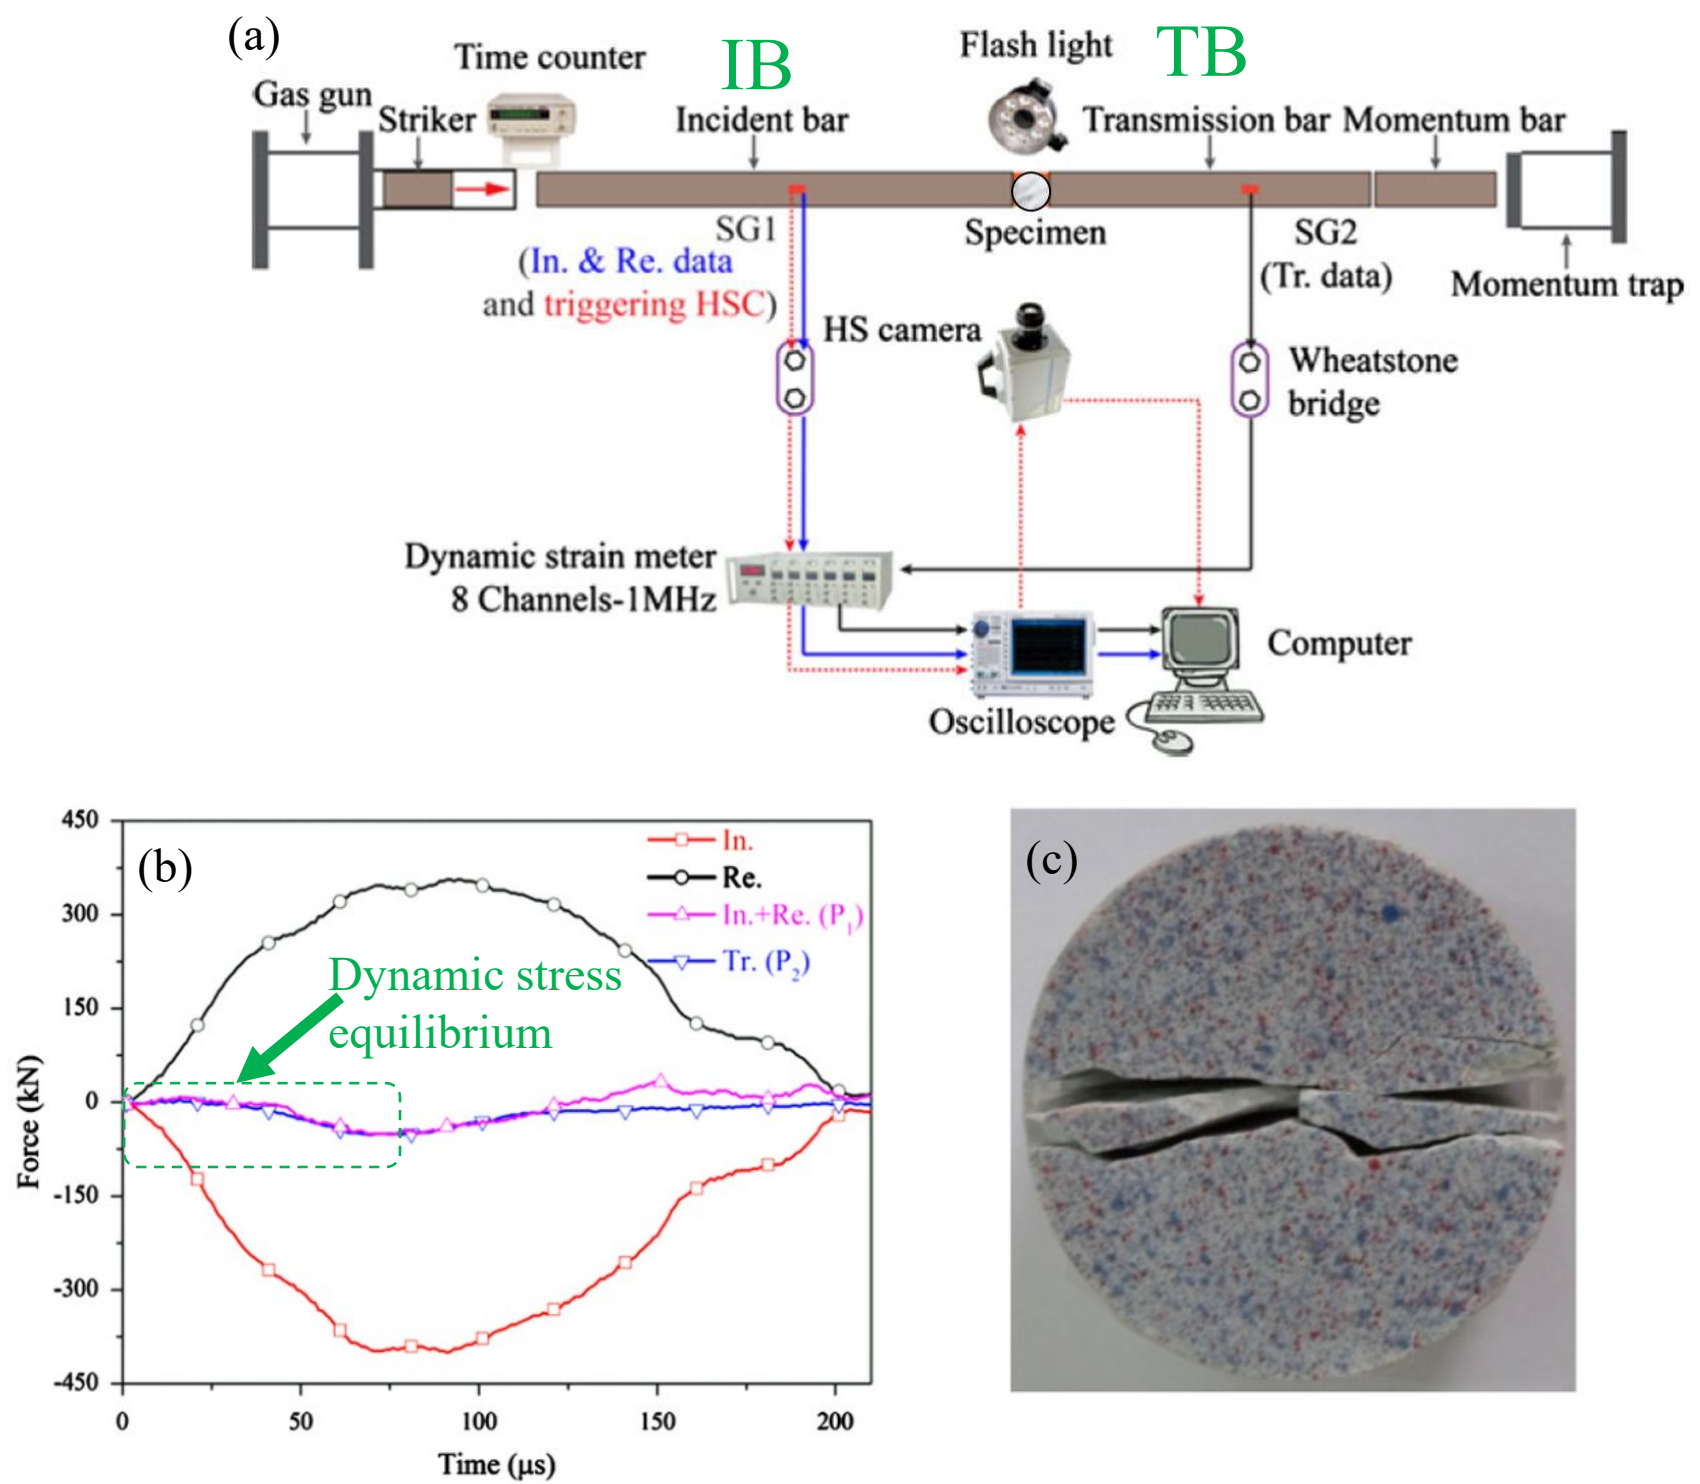 (a)
Time counter
IB
Flash light
TB
Gas gun
Striker
Incident bar
Transmission bar
Momentum bar
SG1
(In. & Re. data
and triggering HSC)
Specimen
SG2
(Tr. data)
Momentum trap
HS camera
Wheatstone
bridge
Dynamic strain meter
8 Channels-1MHz
Computer
Oscilloscope
(b)
450
300
150
0
-150
-300
-450
Force (kN)
In.
Re.
In.+Re. (P1)
Tr. (P2)
Dynamic stress
equilibrium
0
50
100
150
200
Time (μs)
(c)